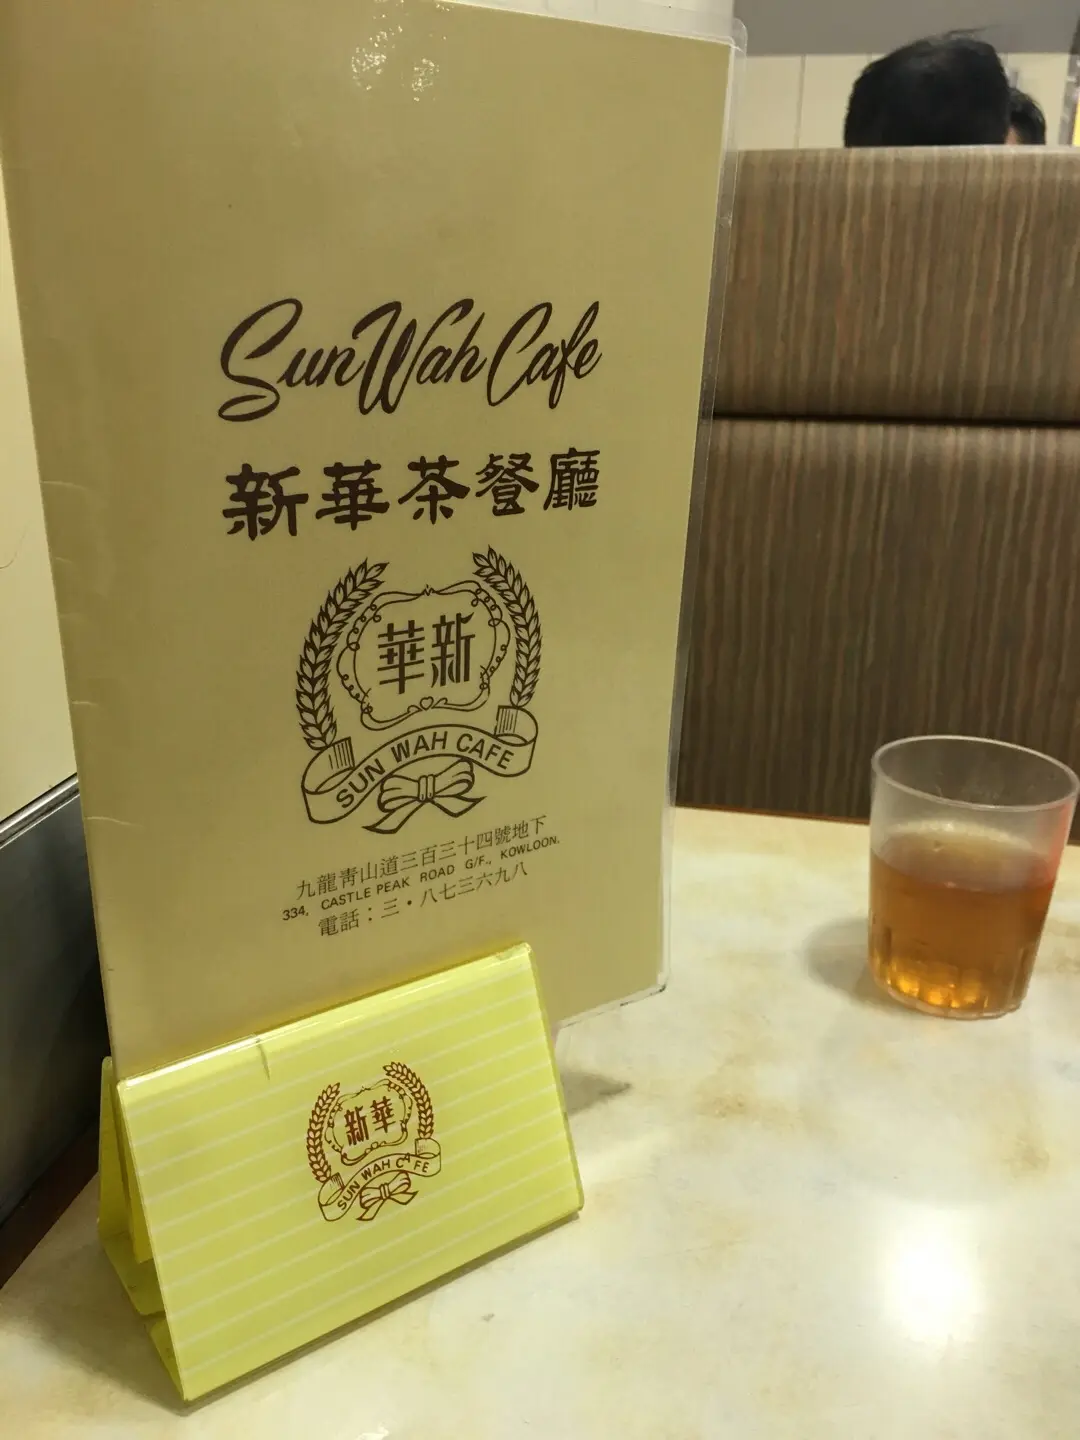 Sun Wah Cafe
新華茶餐廳
華新
SUN WAH CAFE
九龍青山道三百三十四號地下
334, CASTLE PEAK ROAD G/F., KOWLOON.
電話：三・八七三六九八
新華
SUN WAH CAFE